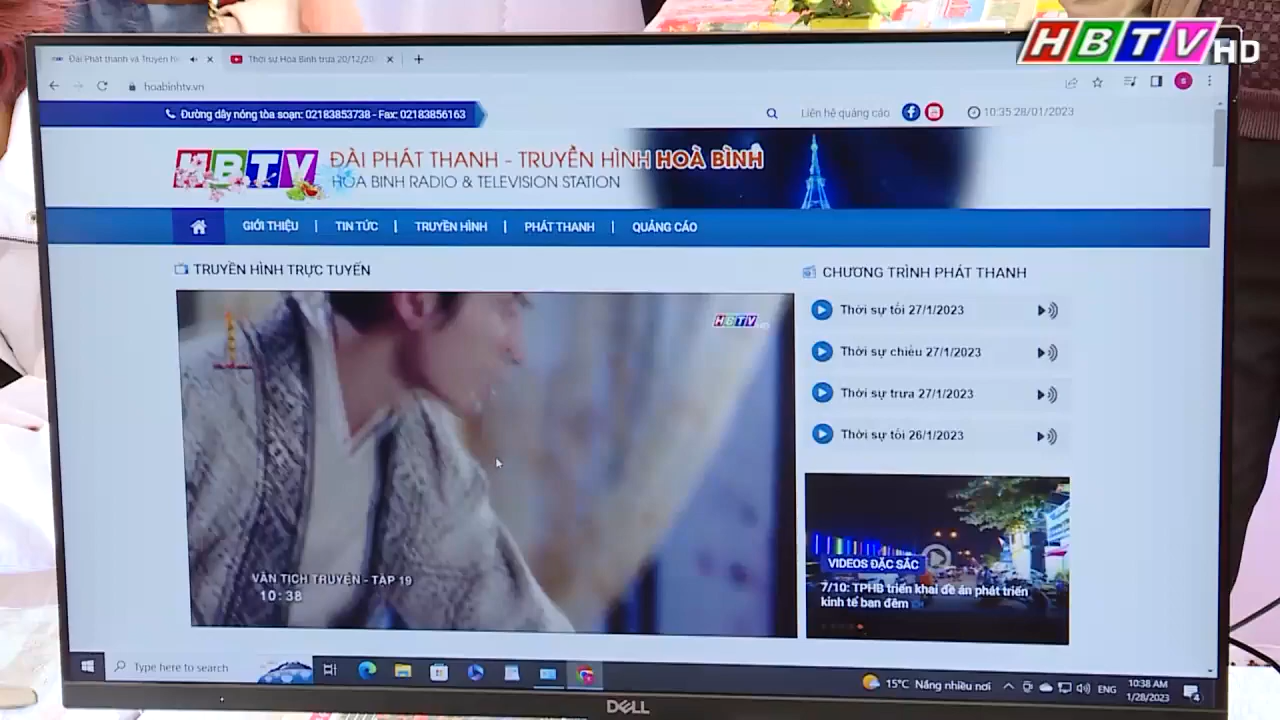 HBTV HD
Đài Phát thanh và Truyền h
Thời sự Hòa Bình trưa 20/12/20
hoabinhtv.vn
Đường dây nóng tòa soạn: 02183853738 - Fax: 02183856163
Liên hệ quảng cáo
10:35 28/01/2023
HBTV
ĐÀI PHÁT THANH - TRUYỀN HÌNH HOÀ BÌNH
HOA BINH RADIO & TELEVISION STATION
GIỚI THIỆU | TIN TỨC | TRUYỀN HÌNH | PHÁT THANH | QUẢNG CÁO
TRUYỀN HÌNH TRỰC TUYẾN
HBTV
VÂN TỊCH TRUYỆN - TẬP 19
10:38
CHƯƠNG TRÌNH PHÁT THANH
Thời sự tối 27/1/2023
Thời sự chiều 27/1/2023
Thời sự trưa 27/1/2023
Thời sự tối 26/1/2023
VIDEOS ĐẶC SẮC
7/10: TPHB triển khai đề án phát triển
kinh tế ban đêm
Type here to search
15°C Nắng nhiều nơi
ENG
10:38 AM
1/28/2023
4
DELL